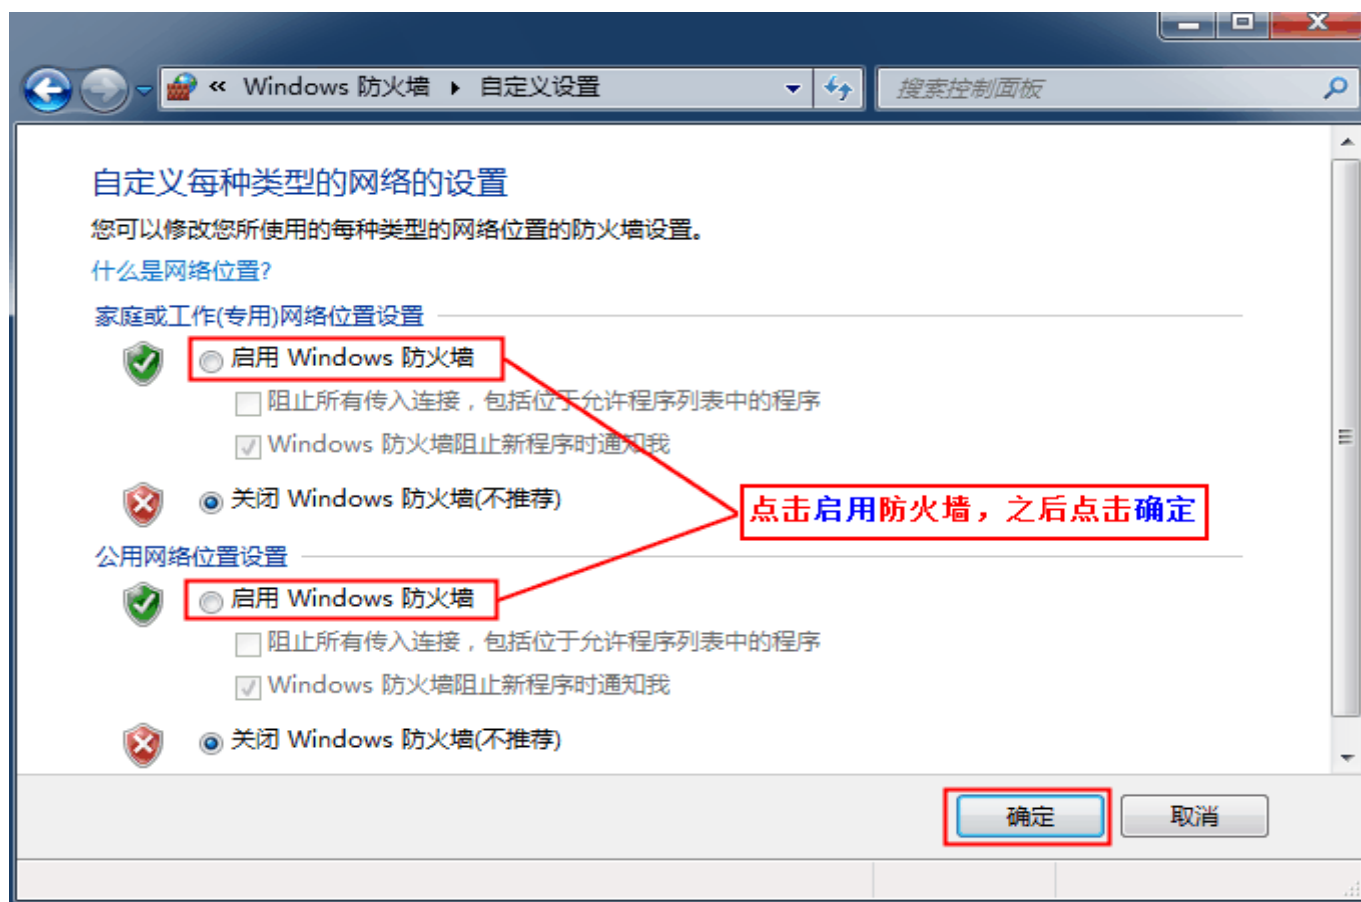 « Windows 防火墙 ▸ 自定义设置
搜索控制面板
自定义每种类型的网络的设置
您可以修改您所使用的每种类型的网络位置的防火墙设置。
什么是网络位置?
家庭或工作(专用)网络位置设置
启用 Windows 防火墙
阻止所有传入连接，包括位于允许程序列表中的程序
Windows 防火墙阻止新程序时通知我
关闭 Windows 防火墙(不推荐)
点击启用防火墙，之后点击确定
公用网络位置设置
启用 Windows 防火墙
阻止所有传入连接，包括位于允许程序列表中的程序
Windows 防火墙阻止新程序时通知我
关闭 Windows 防火墙(不推荐)
确定
取消